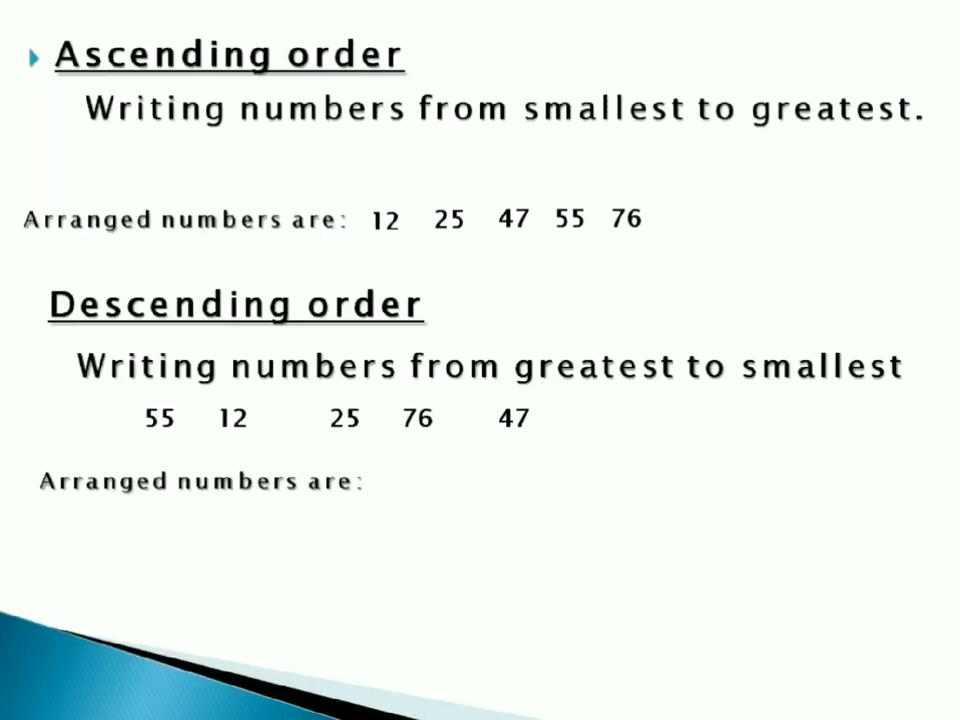 Ascending order
Writing numbers from smallest to greatest.
Arranged numbers are: 12 25 47 55 76
Descending order
Writing numbers from greatest to smallest
55 12 25 76 47
Arranged numbers are: